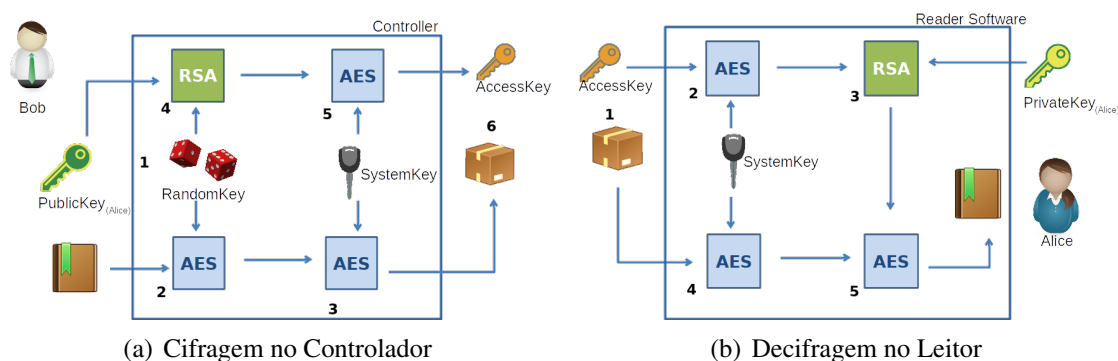 Controller
Bob
RSA
4
AES
5
AccessKey
6
1
RandomKey
SystemKey
PublicKey(Alice)
AES
2
AES
3
(a) Cifragem no Controlador
Reader Software
AccessKey
1
AES
2
RSA
3
PrivateKey(Alice)
SystemKey
AES
4
AES
5
Alice
(b) Decifragem no Leitor